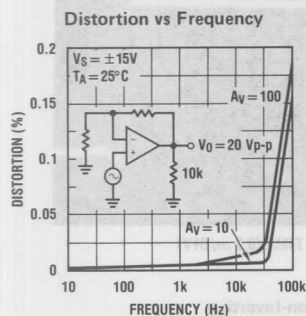 Distortion vs Frequency
0.2
0.15
0.1
0.05
0
DISTORTION (%)
VS = ±15V
TA = 25°C
AV = 100
VO = 20 Vp-p
10k
AV = 10
10
100
1k
10k
100k
FREQUENCY (Hz)